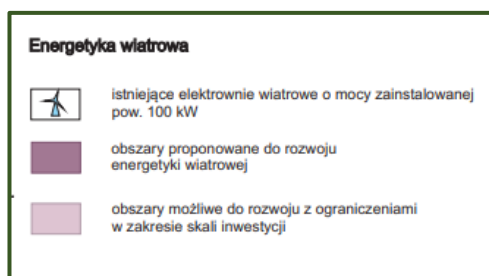 Energetyka wiatrowa
istniejące elektrownie wiatrowe o mocy zainstalowanej
pow. 100 kW
obszary proponowane do rozwoju
energetyki wiatrowej
obszary możliwe do rozwoju z ograniczeniami
w zakresie skali inwestycji